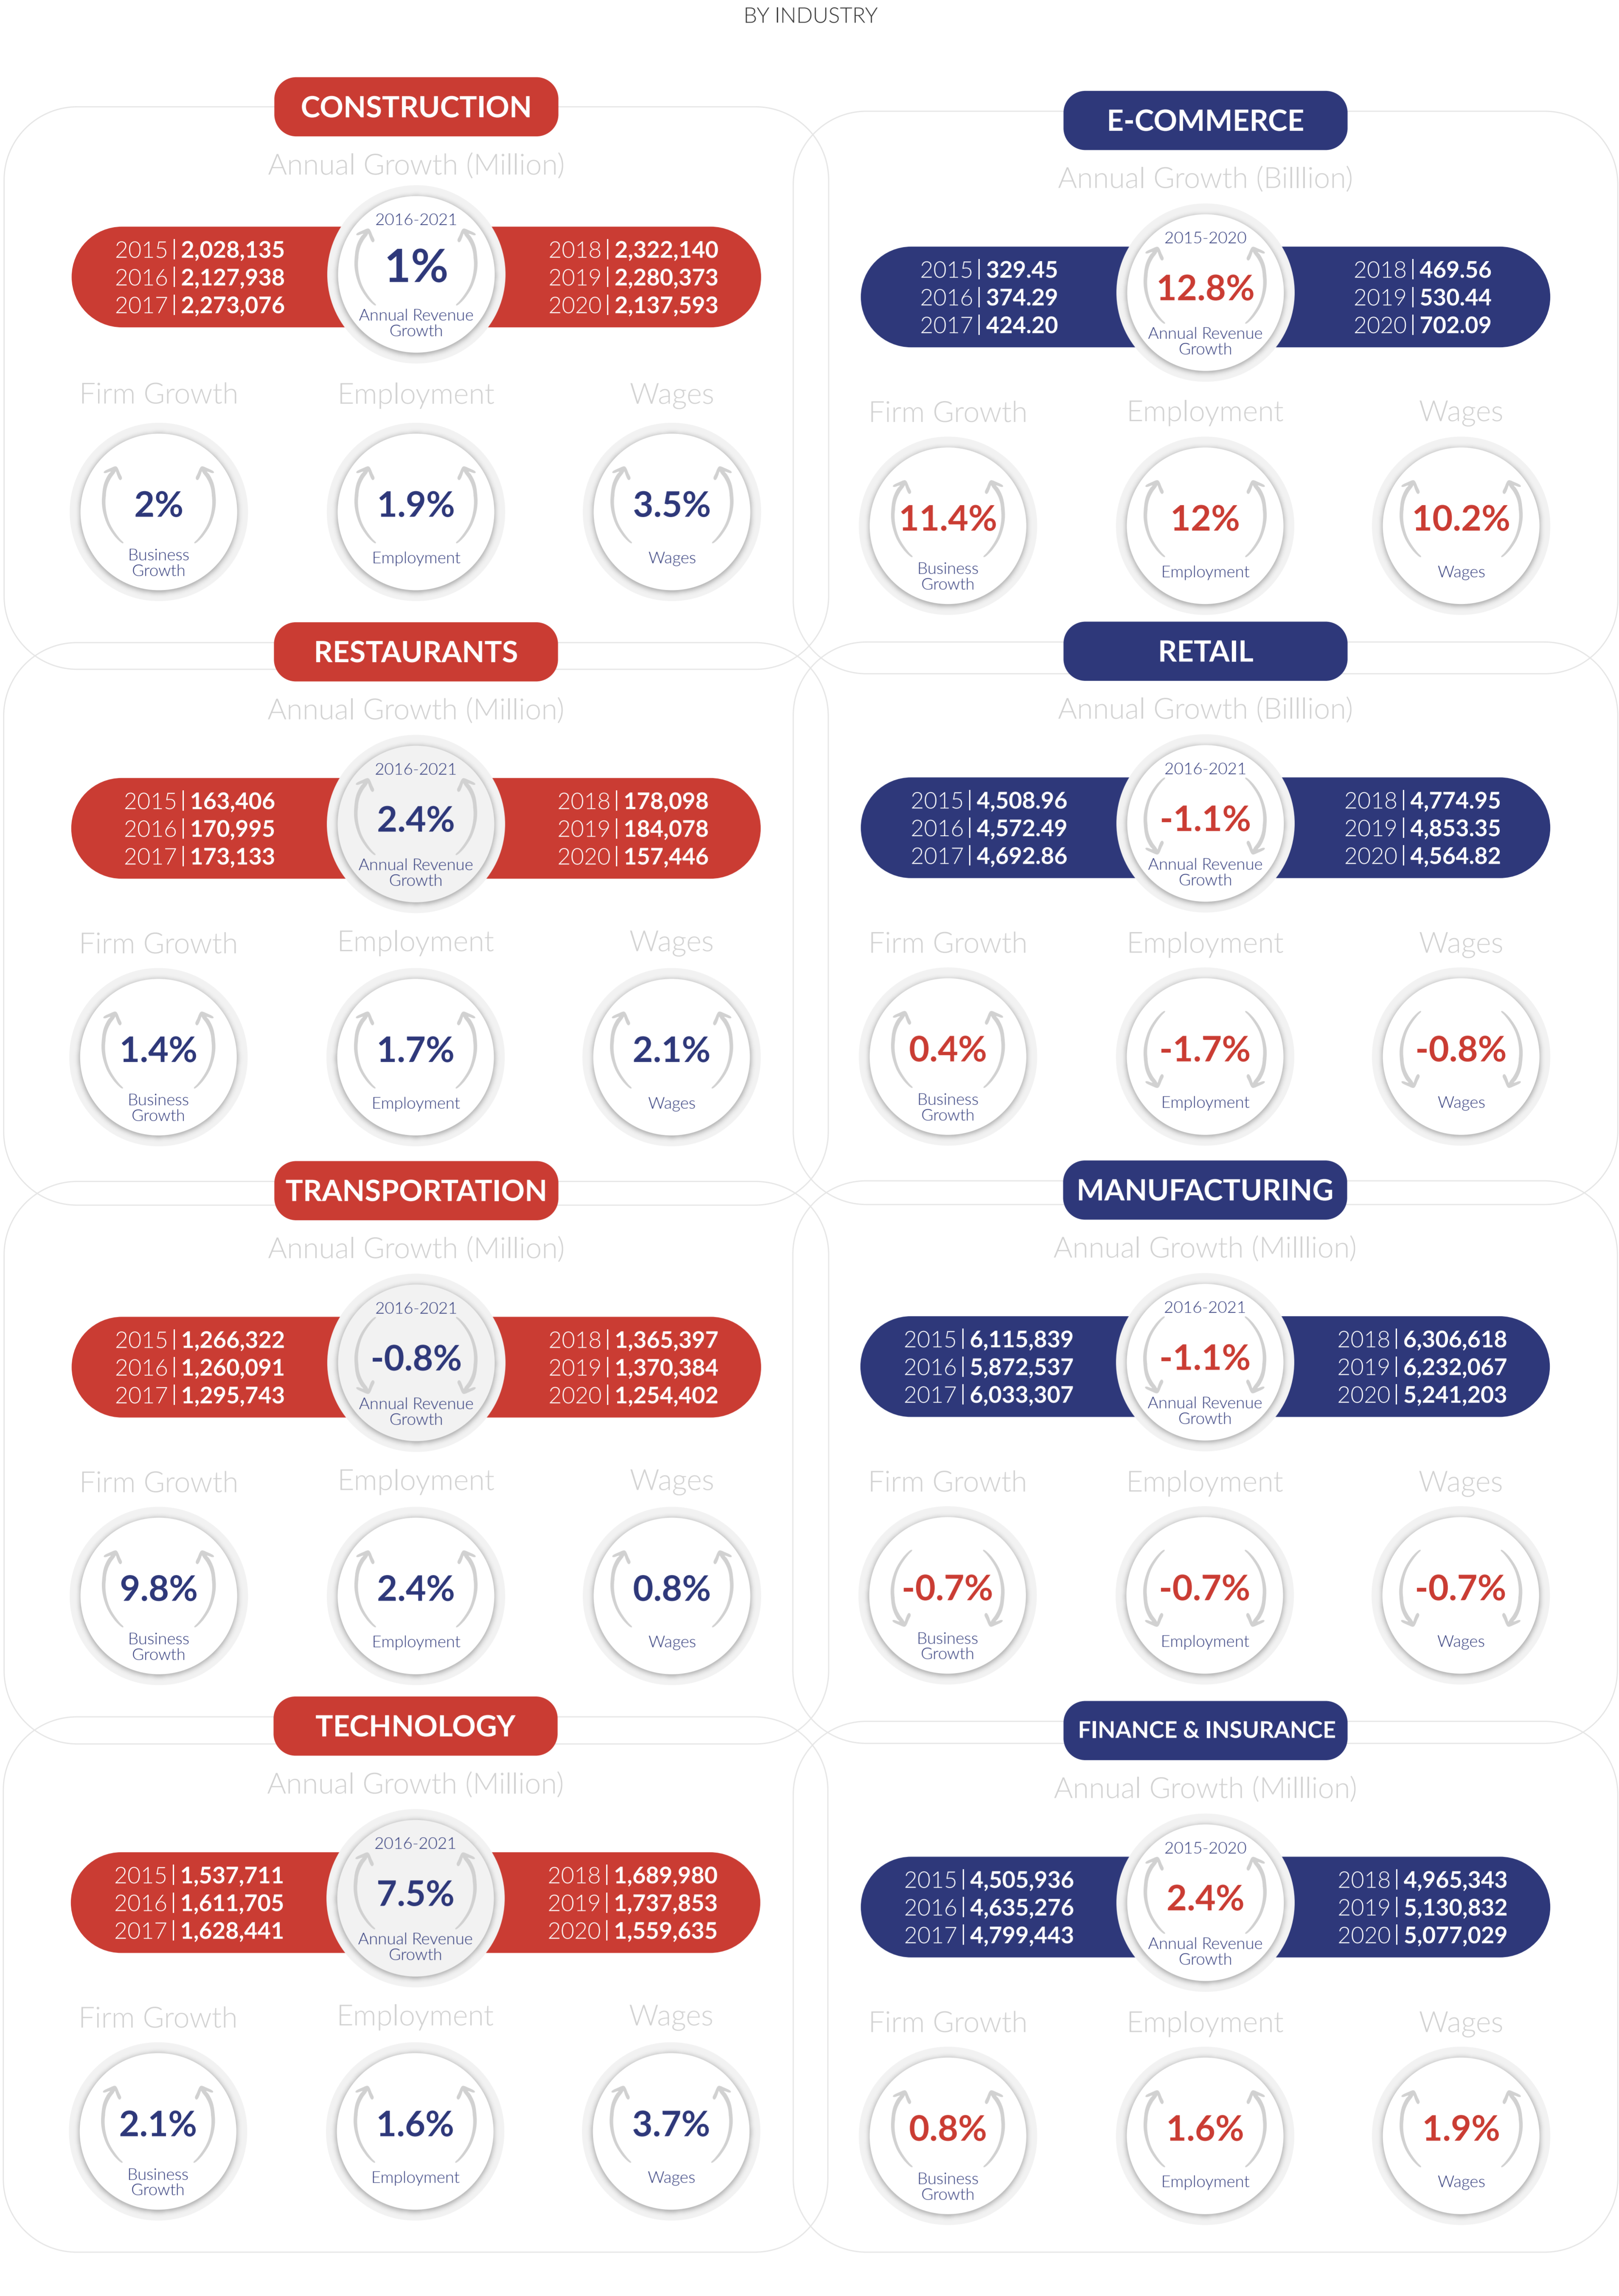 BY INDUSTRY
CONSTRUCTION
Annual Growth (Million)
2015|2,028,135
2016|2,127,938
2017|2,273,076
2016-2021
1%
Annual Revenue
Growth
2018|2,322,140
2019|2,280,373
2020|2,137,593
Firm Growth
2%
Business
Growth
Employment
1.9%
Employment
Wages
3.5%
Wages
E-COMMERCE
Annual Growth (Billlion)
2015|329.45
2016|374.29
2017|424.20
2015-2020
12.8%
Annual Revenue
Growth
2018|469.56
2019|530.44
2020|702.09
Firm Growth
11.4%
Business
Growth
Employment
12%
Employment
Wages
10.2%
Wages
RESTAURANTS
Annual Growth (Million)
2015|163,406
2016|170,995
2017|173,133
2016-2021
2.4%
Annual Revenue
Growth
2018|178,098
2019|184,078
2020|157,446
Firm Growth
1.4%
Business
Growth
Employment
1.7%
Employment
Wages
2.1%
Wages
RETAIL
Annual Growth (Billlion)
2015|4,508.96
2016|4,572.49
2017|4,692.86
2016-2021
-1.1%
Annual Revenue
Growth
2018|4,774.95
2019|4,853.35
2020|4,564.82
Firm Growth
0.4%
Business
Growth
Employment
-1.7%
Employment
Wages
-0.8%
Wages
TRANSPORTATION
Annual Growth (Million)
2015|1,266,322
2016|1,260,091
2017|1,295,743
2016-2021
-0.8%
Annual Revenue
Growth
2018|1,365,397
2019|1,370,384
2020|1,254,402
Firm Growth
9.8%
Business
Growth
Employment
2.4%
Employment
Wages
0.8%
Wages
MANUFACTURING
Annual Growth (Milllion)
2015|6,115,839
2016|5,872,537
2017|6,033,307
2016-2021
-1.1%
Annual Revenue
Growth
2018|6,306,618
2019|6,232,067
2020|5,241,203
Firm Growth
-0.7%
Business
Growth
Employment
-0.7%
Employment
Wages
-0.7%
Wages
TECHNOLOGY
Annual Growth (Million)
2015|1,537,711
2016|1,611,705
2017|1,628,441
2016-2021
7.5%
Annual Revenue
Growth
2018|1,689,980
2019|1,737,853
2020|1,559,635
Firm Growth
2.1%
Business
Growth
Employment
1.6%
Employment
Wages
3.7%
Wages
FINANCE & INSURANCE
Annual Growth (Milllion)
2015|4,505,936
2016|4,635,276
2017|4,799,443
2015-2020
2.4%
Annual Revenue
Growth
2018|4,965,343
2019|5,130,832
2020|5,077,029
Firm Growth
0.8%
Business
Growth
Employment
1.6%
Employment
Wages
1.9%
Wages